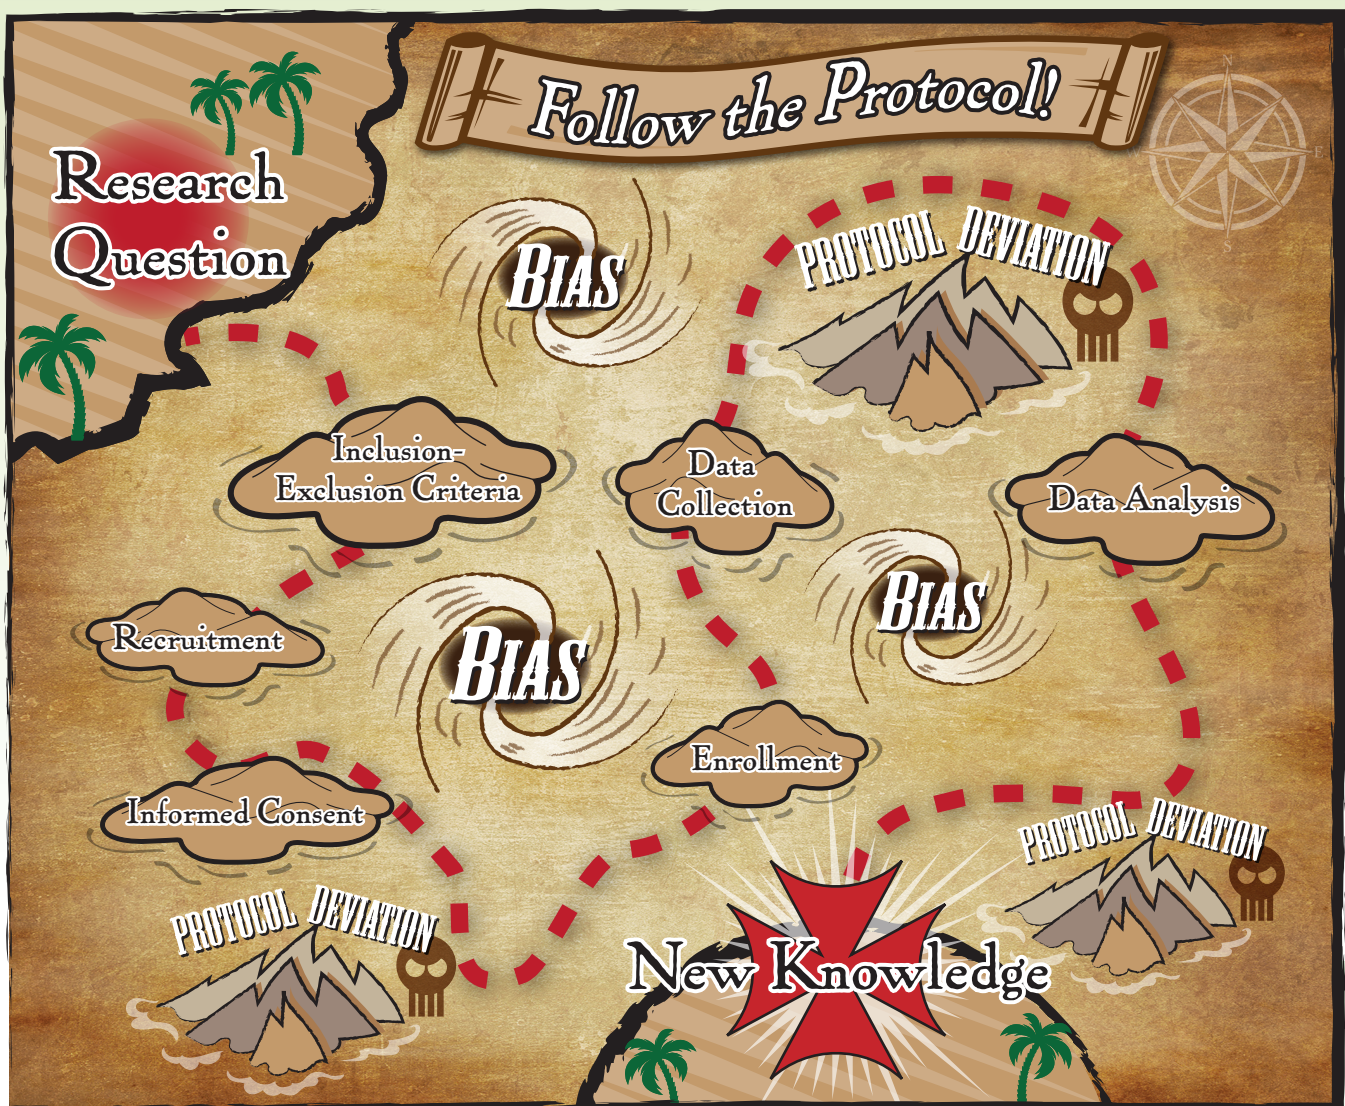 Follow the Protocol!
N
E
S
Research
Question
BIAS
PROTOCOL DEVIATION
Inclusion-
Exclusion Criteria
Data
Collection
Data Analysis
BIAS
Recruitment
BIAS
Enrollment
Informed Consent
PROTOCOL DEVIATION
PROTOCOL DEVIATION
New Knowledge